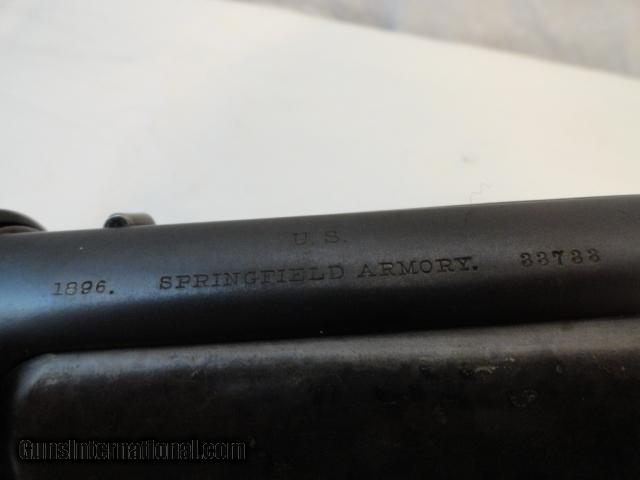 U.S.
1896. SPRINGFIELD ARMORY. 33733
GunsInternational.com